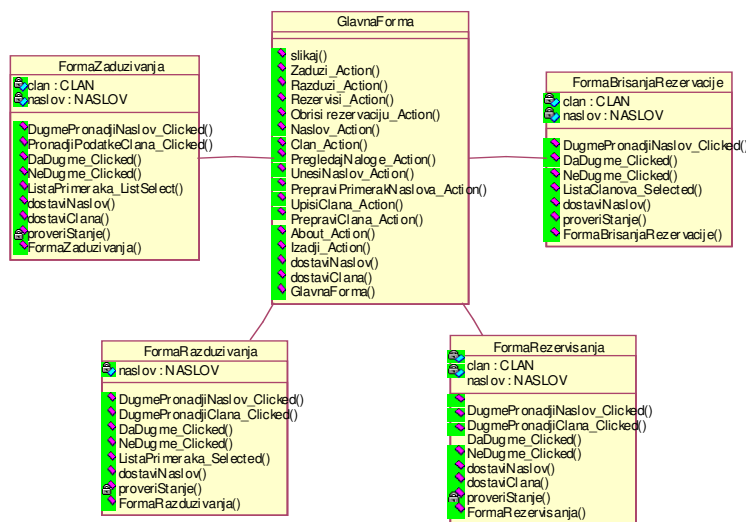 GlavnaForma
slikaj()
Zaduzi_Action()
Razduzi_Action()
Rezervisi_Action()
Obrisi rezervaciju_Action()
Naslov_Action()
Clan_Action()
PregledajNaloge_Action()
UnesiNaslov_Action()
PrepraviPrimerakNaslova_Action()
UpisiClana_Action()
PrepraviClana_Action()
About_Action()
Izadji_Action()
dostaviNaslov()
dostaviClana()
GlavnaForma()
FormaZaduzivanja
clan : CLAN
naslov : NASLOV
DugmePronadjiNaslov_Clicked()
PronadjiPodatkeClana_Clicked()
DaDugme_Clicked()
NeDugme_Clicked()
ListaPrimeraka_ListSelect()
dostaviNaslov()
dostaviClana()
proveriStanje()
FormaZaduzivanja()
FormaBrisanjaRezervacije
clan : CLAN
naslov : NASLOV
DugmePronadjiNaslov_Clicked()
DaDugme_Clicked()
NeDugme_Clicked()
ListaClanova_Selected()
dostaviNaslov()
proveriStanje()
FormaBrisanjaRezervacije()
FormaRazduzivanja
naslov : NASLOV
DugmePronadjiNaslov_Clicked()
DugmePronadjiClana_Clicked()
DaDugme_Clicked()
NeDugme_Clicked()
ListaPrimeraka_Selected()
dostaviNaslov()
proveriStanje()
FormaRazduzivanja()
FormaRezervisanja
clan : CLAN
naslov : NASLOV
DugmePronadjiNaslov_Clicked()
DugmePronadjiClana_Clicked()
DaDugme_Clicked()
NeDugme_Clicked()
dostaviNaslov()
dostaviClana()
proveriStanje()
FormaRezervisanja()